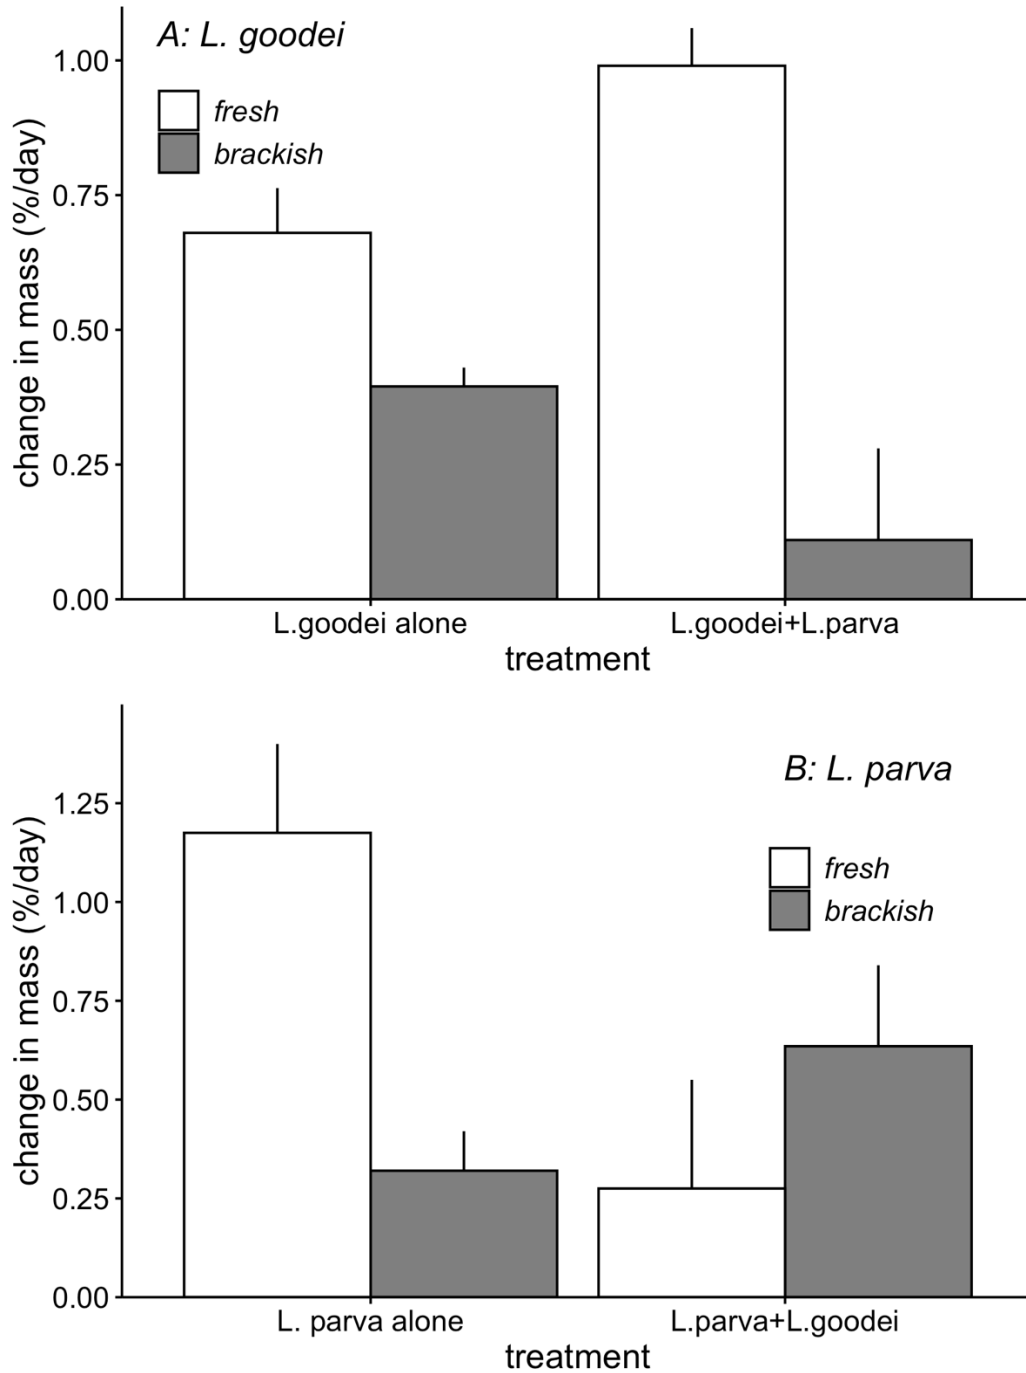 A: L. goodei
fresh
brackish
change in mass (%/day)
1.00
0.75
0.50
0.25
0.00
L.goodei alone
L.goodei+L.parva
treatment
B: L. parva
fresh
brackish
change in mass (%/day)
1.25
1.00
0.75
0.50
0.25
0.00
L. parva alone
L.parva+L.goodei
treatment